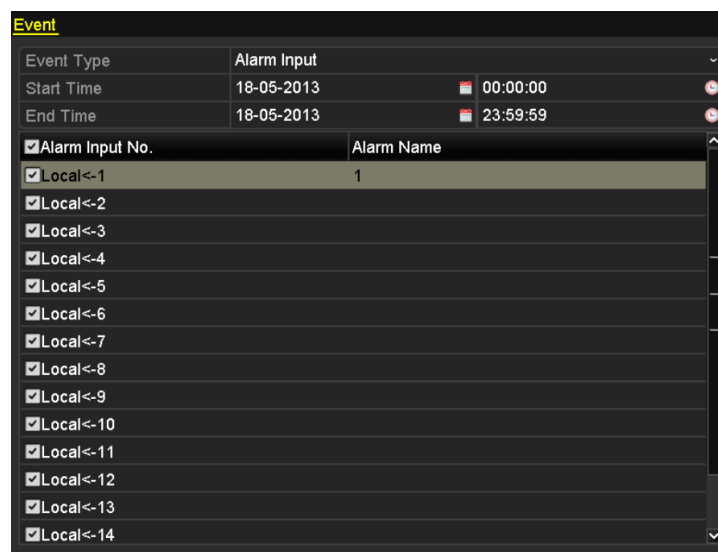 Event
Event Type Alarm Input
Start Time 18-05-2013 00:00:00
End Time 18-05-2013 23:59:59
Alarm Input No. Alarm Name
Local<-1 1
Local<-2
Local<-3
Local<-4
Local<-5
Local<-6
Local<-7
Local<-8
Local<-9
Local<-10
Local<-11
Local<-12
Local<-13
Local<-14